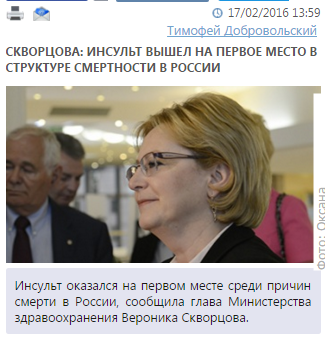 17/02/2016 13:59
Тимофей Добровольский
СКВОРЦОВА: ИНСУЛЬТ ВЫШЕЛ НА ПЕРВОЕ МЕСТО В
СТРУКТУРЕ СМЕРТНОСТИ В РОССИИ
Фото: Оксана
Инсульт оказался на первом месте среди причин
смерти в России, сообщила глава Министерства
здравоохранения Вероника Скворцова.